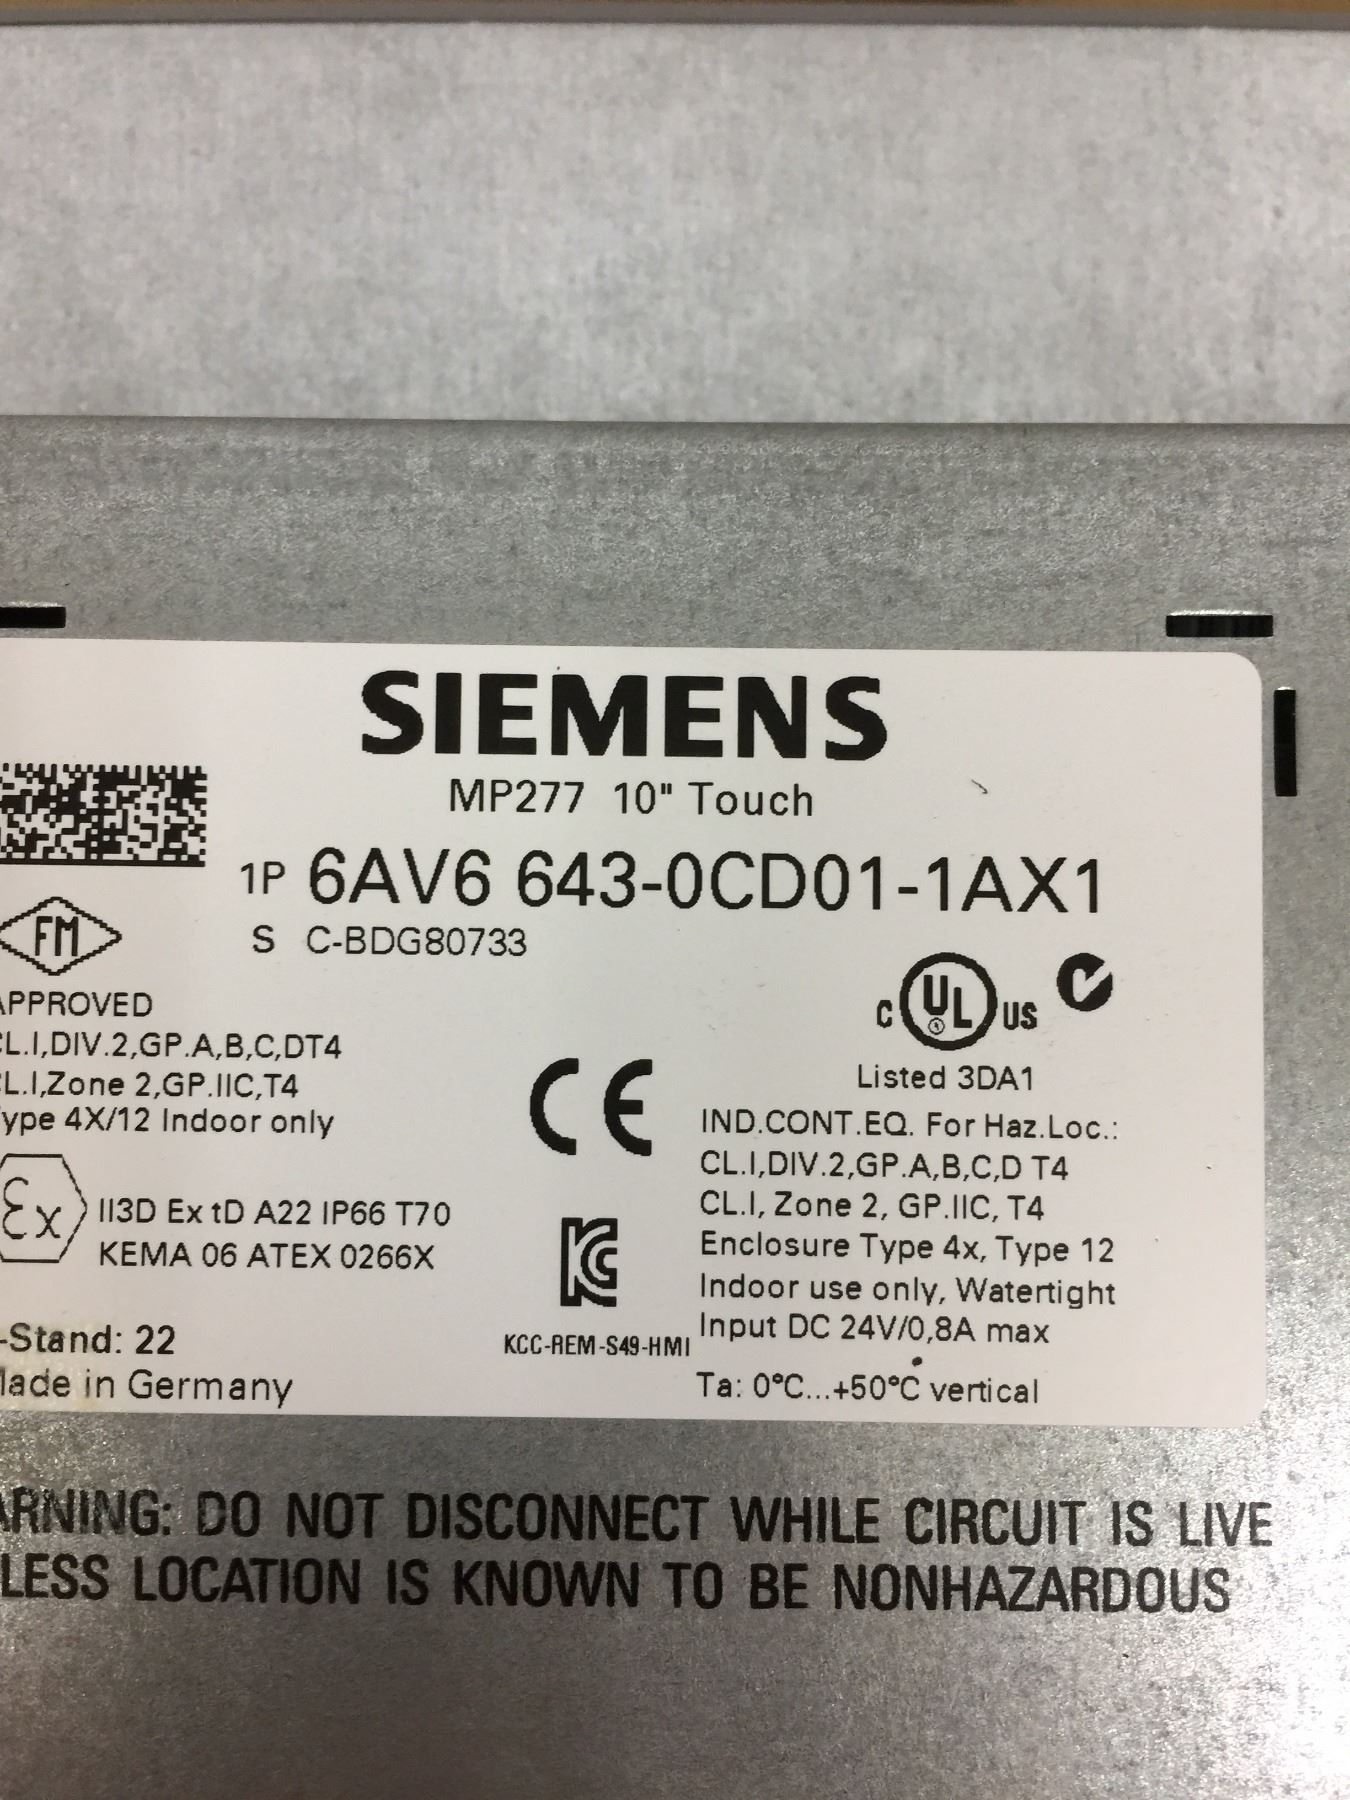 SIEMENS
MP277 10" Touch
1P 6AV6 643-0CD01-1AX1
S C-BDG80733
FM
APPROVED
CL.I,DIV.2,GP.A,B,C,DT4
CL.I,Zone 2,GP.IIC,T4
Type 4X/12 Indoor only
Ex II3D Ex tD A22 IP66 T70
KEMA 06 ATEX 0266X
-Stand: 22
Made in Germany
CE
KC
KCC-REM-S49-HMI
C UL US
Listed 3DA1
IND.CONT.EQ. For Haz.Loc.:
CL.I,DIV.2,GP.A,B,C,D T4
CL.I, Zone 2, GP.IIC, T4
Enclosure Type 4x, Type 12
Indoor use only, Watertight
Input DC 24V/0,8A max
Ta: 0°C...+50°C vertical
WARNING: DO NOT DISCONNECT WHILE CIRCUIT IS LIVE
LESS LOCATION IS KNOWN TO BE NONHAZARDOUS